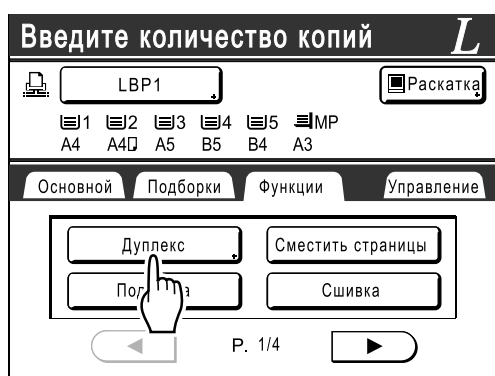 Введите количество копий L
LBP1 Раскатка
1 2 3 4 5 MP
A4 A4 A5 B5 B4 A3
Основной Подборки Функции Управление
Дуплекс Сместить страницы
Сшивка
P. 1/4